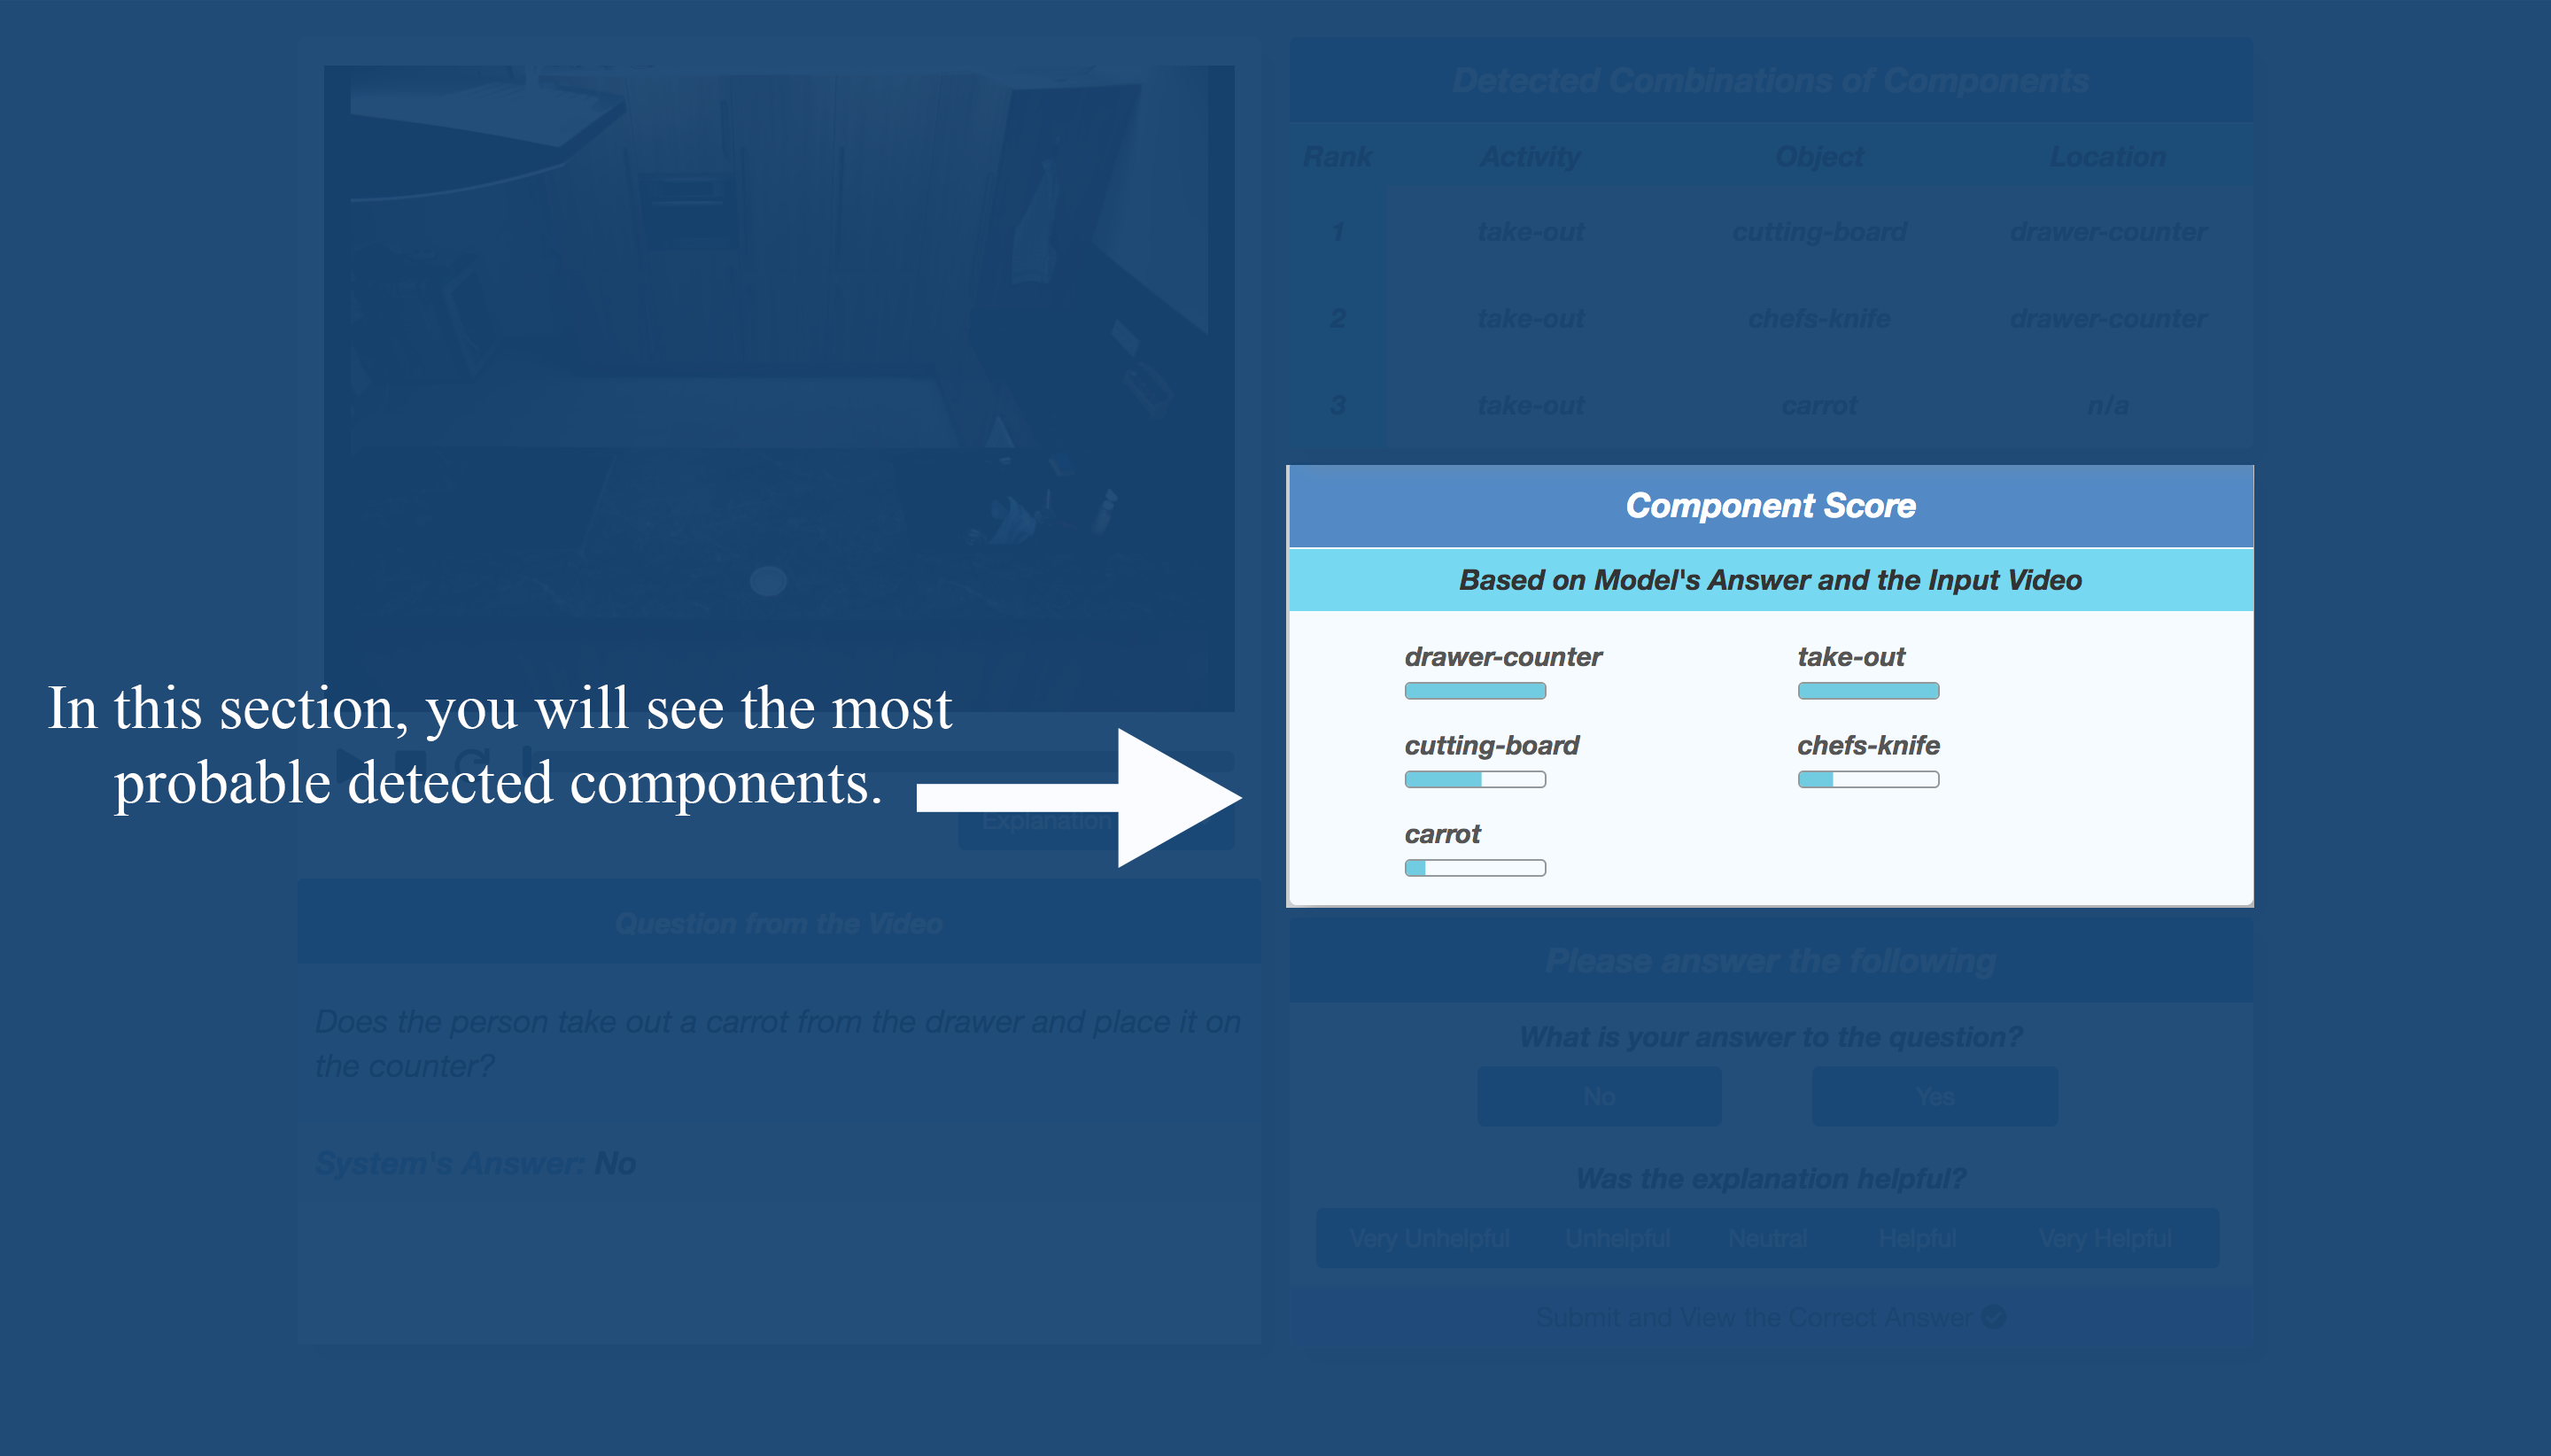 Detected Combinations of Components
Rank Activity Object Location
1 take-out cutting-board drawer-counter
2 take-out chefs-knife drawer-counter
3 take-out carrot n/a
Component Score
Based on Model's Answer and the Input Video
drawer-counter take-out
cutting-board chefs-knife
carrot
In this section, you will see the most
probable detected components.
Explanation
Question from the Video
Does the person take out a carrot from the drawer and place it on
the counter?
System's Answer: No
Please answer the following
What is your answer to the question?
No Yes
Was the explanation helpful?
Very Unhelpful Unhelpful Neutral Helpful Very Helpful
Submit and View the Correct Answer